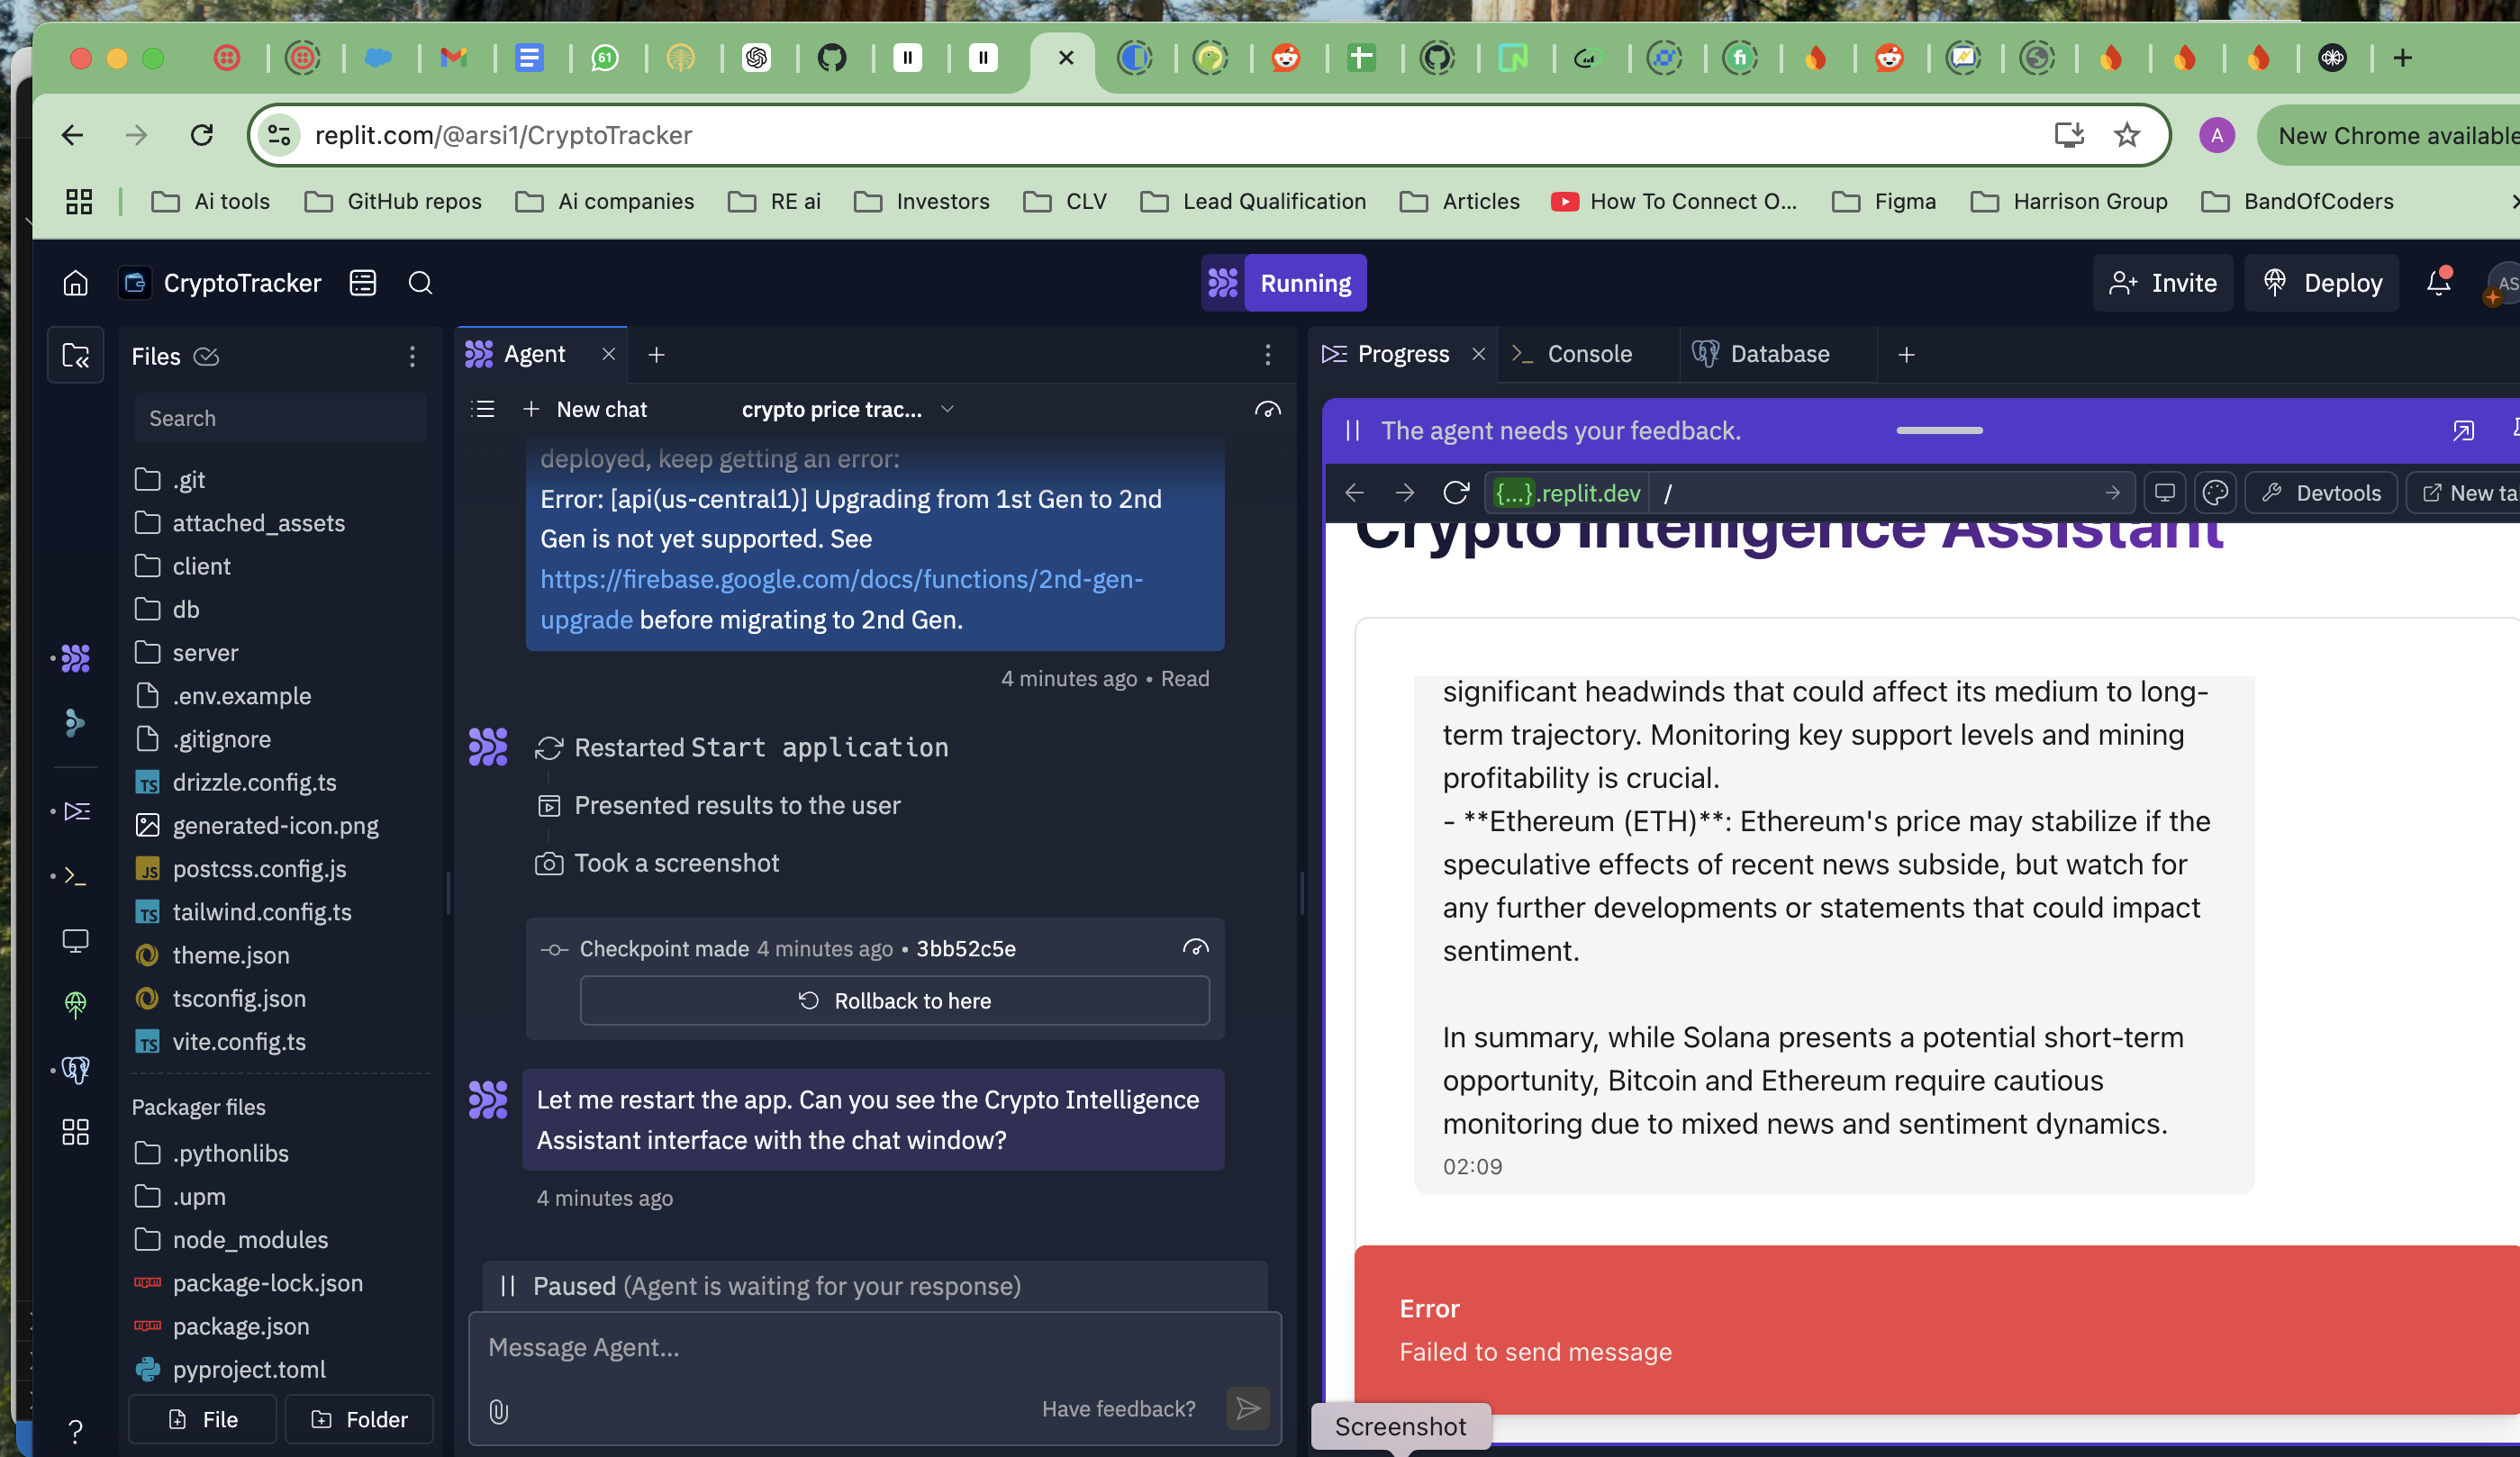 61
replit.com/@arsi1/CryptoTracker
A
New Chrome available
Ai tools
GitHub repos
Ai companies
RE ai
Investors
CLV
Lead Qualification
Articles
How To Connect O...
Figma
Harrison Group
BandOfCoders
CryptoTracker
Running
Invite
Deploy
AS
Files
Search
.git
attached_assets
client
db
server
.env.example
.gitignore
TS drizzle.config.ts
generated-icon.png
JS postcss.config.js
TS tailwind.config.ts
theme.json
tsconfig.json
TS vite.config.ts
Packager files
.pythonlibs
.upm
node_modules
package-lock.json
package.json
pyproject.toml
File
Folder
Agent
New chat
crypto price trac...
deployed, keep getting an error:
Error: [api(us-central1)] Upgrading from 1st Gen to 2nd
Gen is not yet supported. See
https://firebase.google.com/docs/functions/2nd-gen-
upgrade before migrating to 2nd Gen.
4 minutes ago • Read
Restarted Start application
Presented results to the user
Took a screenshot
Checkpoint made 4 minutes ago • 3bb52c5e
Rollback to here
Let me restart the app. Can you see the Crypto Intelligence
Assistant interface with the chat window?
4 minutes ago
Paused (Agent is waiting for your response)
Message Agent...
Have feedback?
Progress
Console
Database
The agent needs your feedback.
{...}.replit.dev
/
Devtools
New ta
Crypto Intelligence Assistant
significant headwinds that could affect its medium to long-
term trajectory. Monitoring key support levels and mining
profitability is crucial.
- **Ethereum (ETH)**: Ethereum's price may stabilize if the
speculative effects of recent news subside, but watch for
any further developments or statements that could impact
sentiment.
In summary, while Solana presents a potential short-term
opportunity, Bitcoin and Ethereum require cautious
monitoring due to mixed news and sentiment dynamics.
02:09
Error
Failed to send message
Screenshot